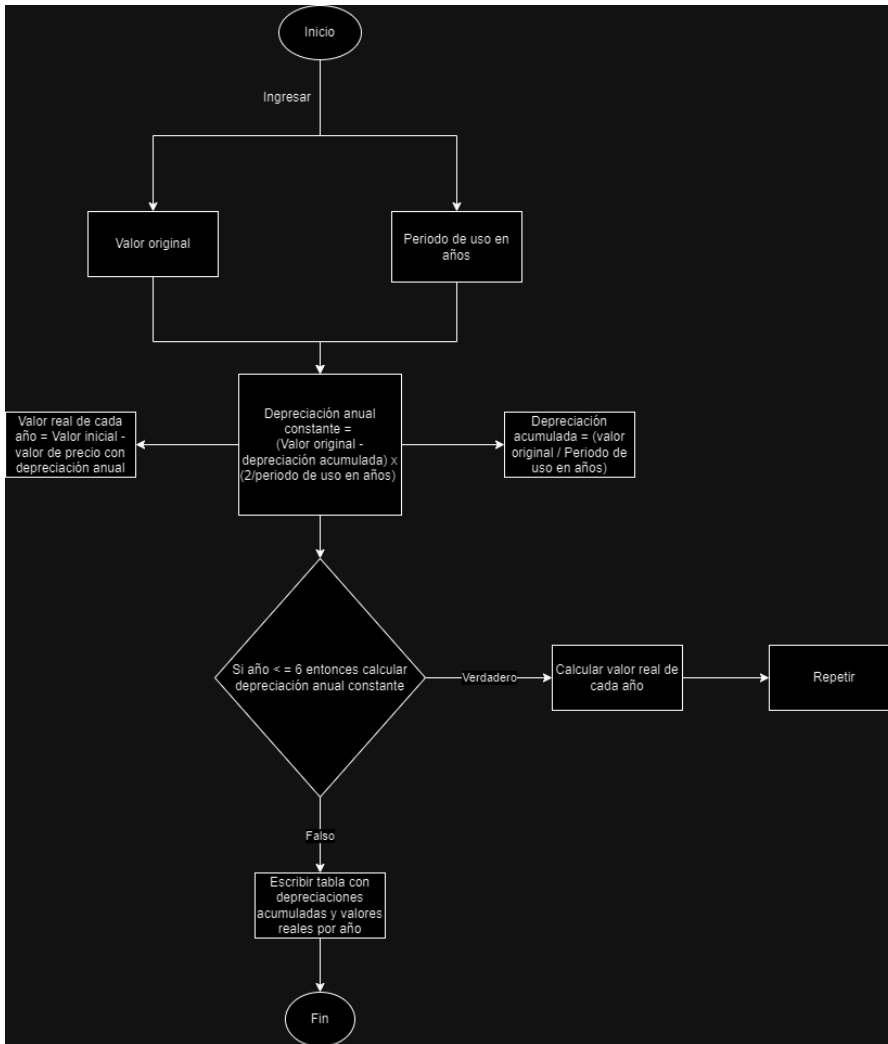 Inicio
Ingresar
Valor original
Periodo de uso en
años
Valor real de cada
año = Valor inicial -
valor de precio con
depreciación anual
Depreciación anual
constante =
(Valor original -
depreciación acumulada) x
(2/periodo de uso en años)
Depreciación
acumulada = (valor
original / Periodo de
uso en años)
Si año < = 6 entonces calcular
depreciación anual constante
Verdadero
Calcular valor real de
cada año
Repetir
Falso
Escribir tabla con
depreciaciones
acumuladas y valores
reales por año
Fin